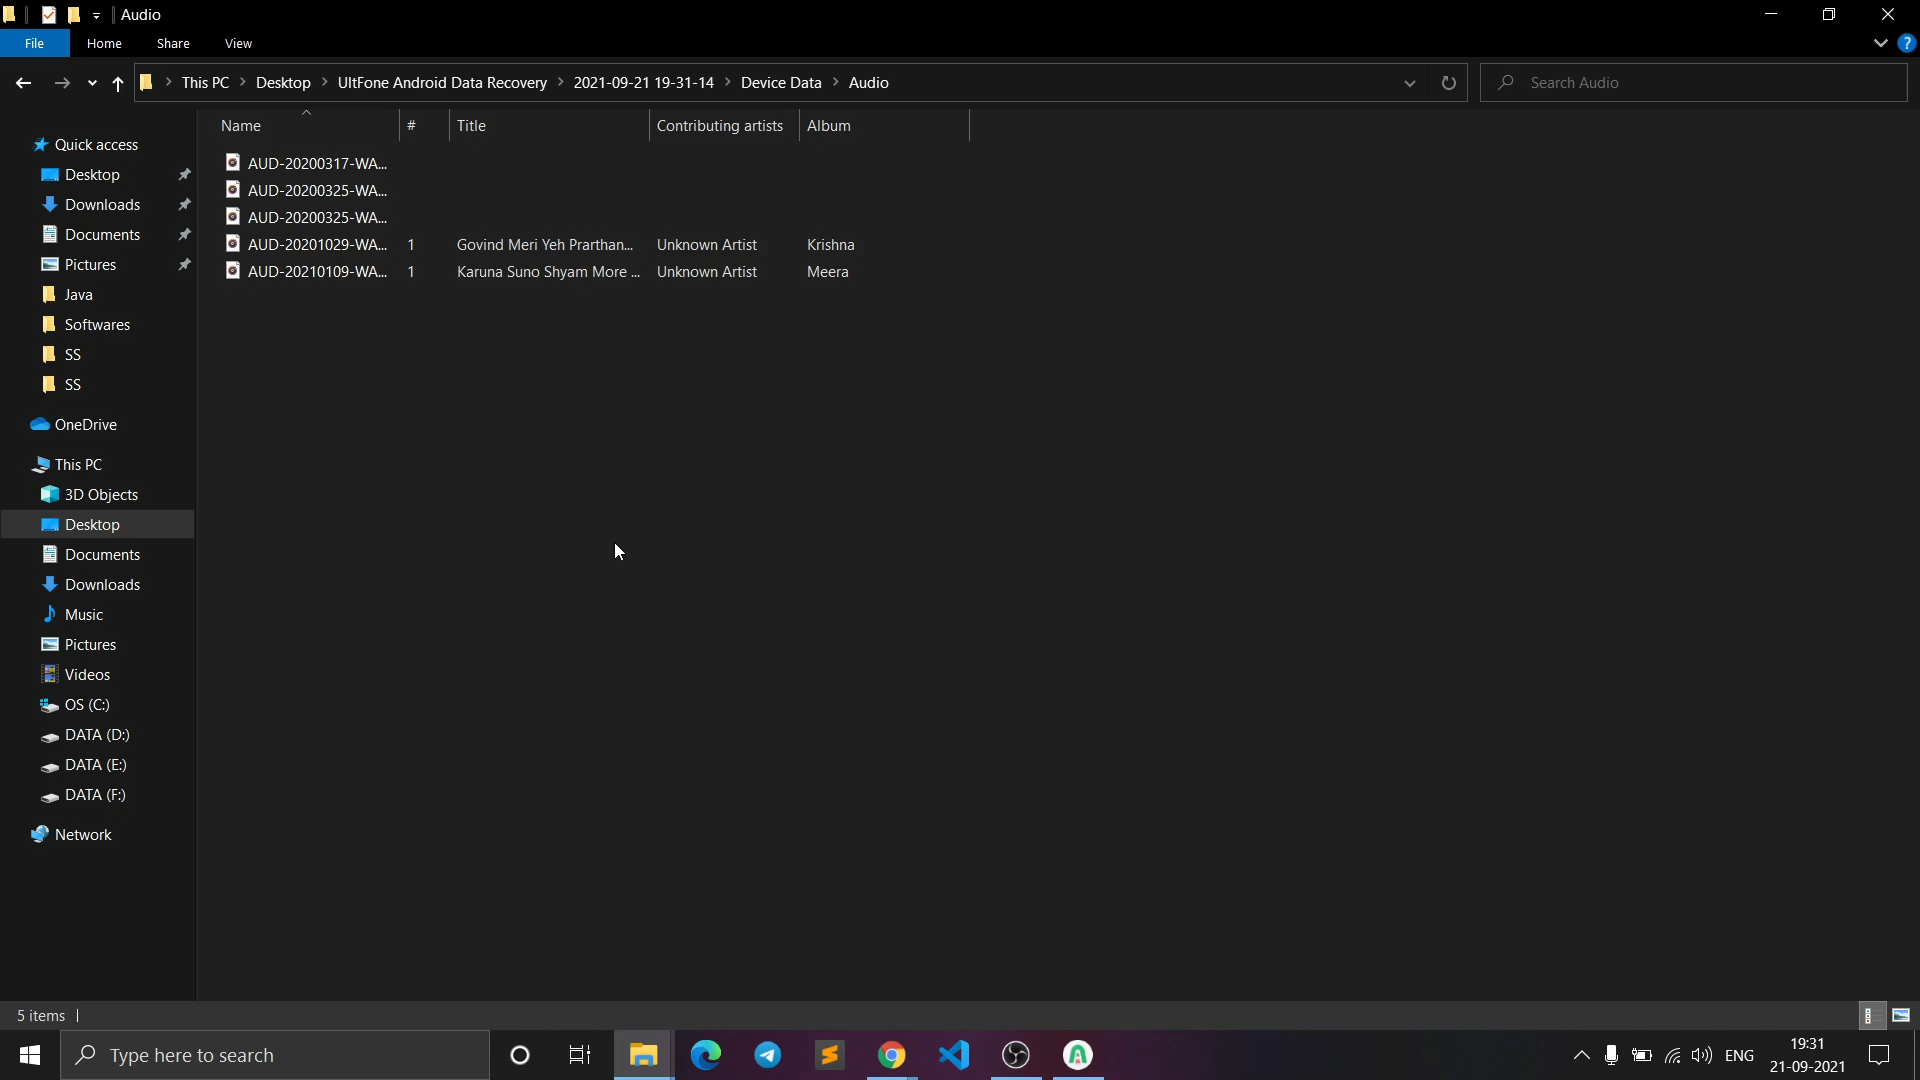 Audio
File Home Share View
This PC > Desktop > UltFone Android Data Recovery > 2021-09-21 19-31-14 > Device Data > Audio
Search Audio
Name # Title Contributing artists Album
AUD-20200317-WA...
AUD-20200325-WA...
AUD-20200325-WA...
AUD-20201029-WA... 1 Govind Meri Yeh Prarthan... Unknown Artist Krishna
AUD-20210109-WA... 1 Karuna Suno Shyam More ... Unknown Artist Meera
Quick access
Desktop
Downloads
Documents
Pictures
Java
Softwares
SS
SS
OneDrive
This PC
3D Objects
Desktop
Documents
Downloads
Music
Pictures
Videos
OS (C:)
DATA (D:)
DATA (E:)
DATA (F:)
Network
5 items
Type here to search
ENG
19:31
21-09-2021